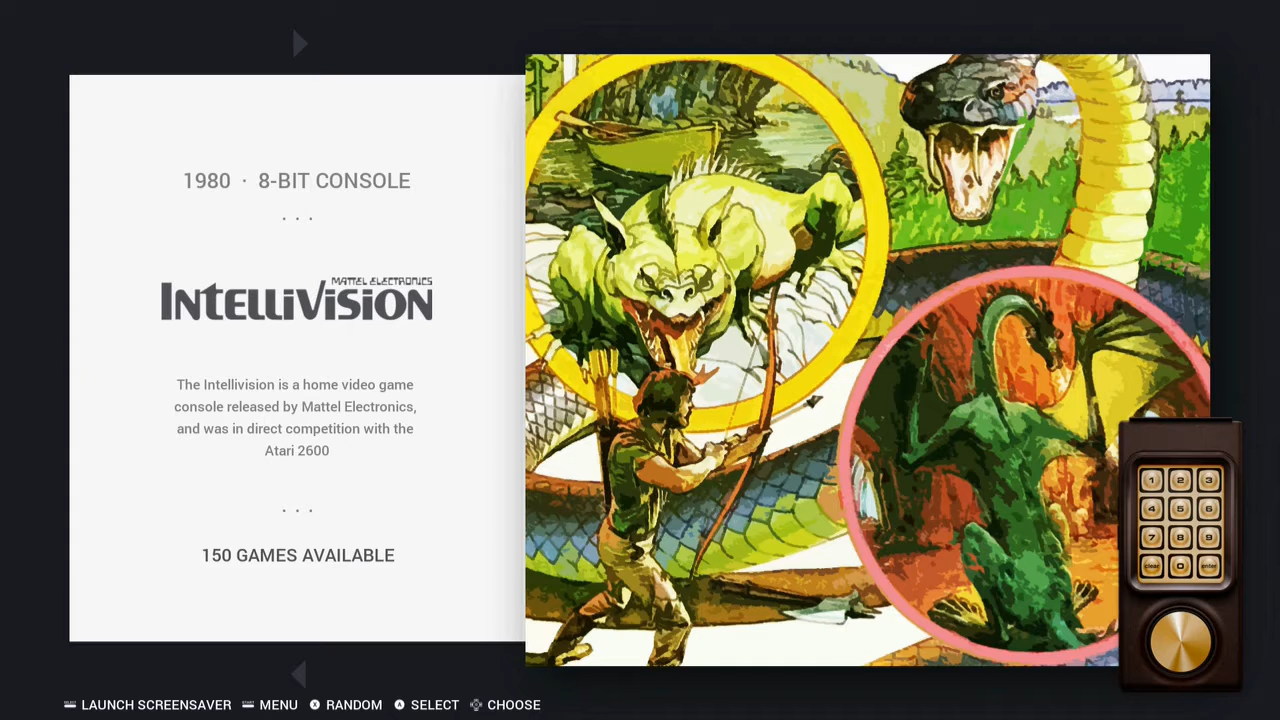 1980 · 8-BIT CONSOLE
. . .
MATTEL ELECTRONICS
INTELLIVISION
The Intellivision is a home video game
console released by Mattel Electronics,
and was in direct competition with the
Atari 2600
. . .
150 GAMES AVAILABLE
1 2 3
4 5 6
7 8 9
clear 0 enter
SELECT LAUNCH SCREENSAVER START MENU X RANDOM A SELECT CHOOSE